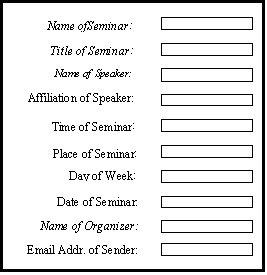 Name ofSeminar:
Title of Seminar:
Name of Speaker:
Affiliation of Speaker:
Time of Seminar:
Place of Seminar:
Day of Week:
Date of Seminar:
Name of Organizer:
Email Addr. of Sender: